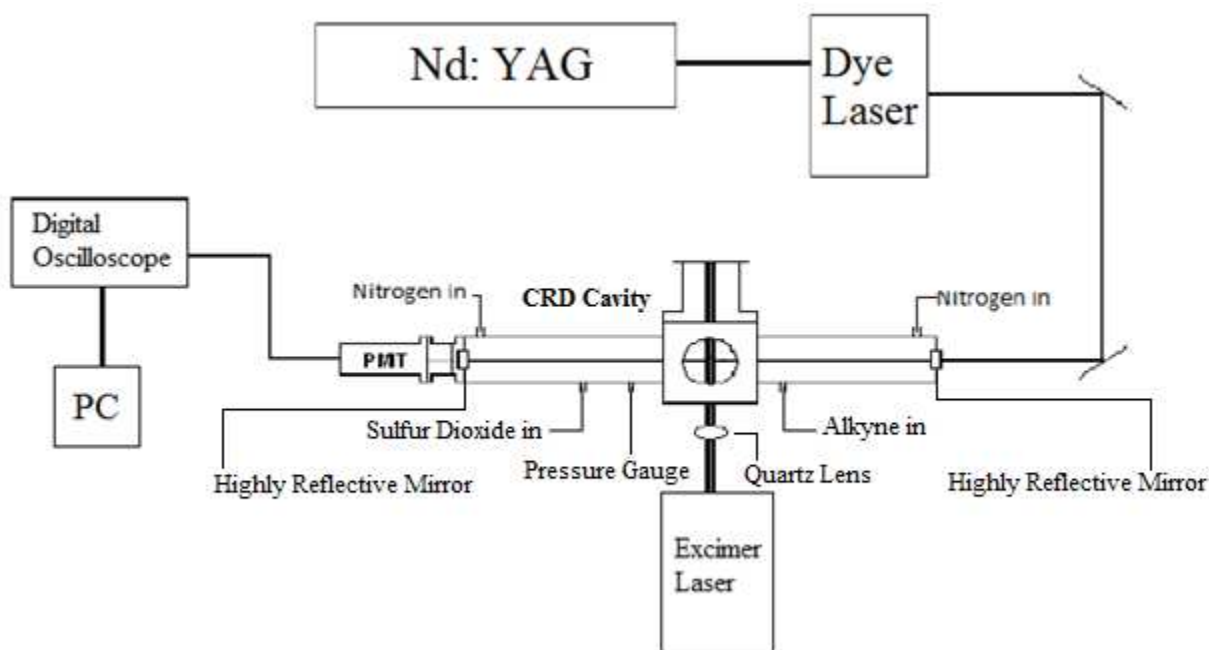 Nd: YAG
Dye
Laser
Digital
Oscilloscope
Nitrogen in
CRD Cavity
Nitrogen in
PMT
PC
Sulfur Dioxide in
Alkyne in
Pressure Gauge
Quartz Lens
Highly Reflective Mirror
Highly Reflective Mirror
Excimer
Laser